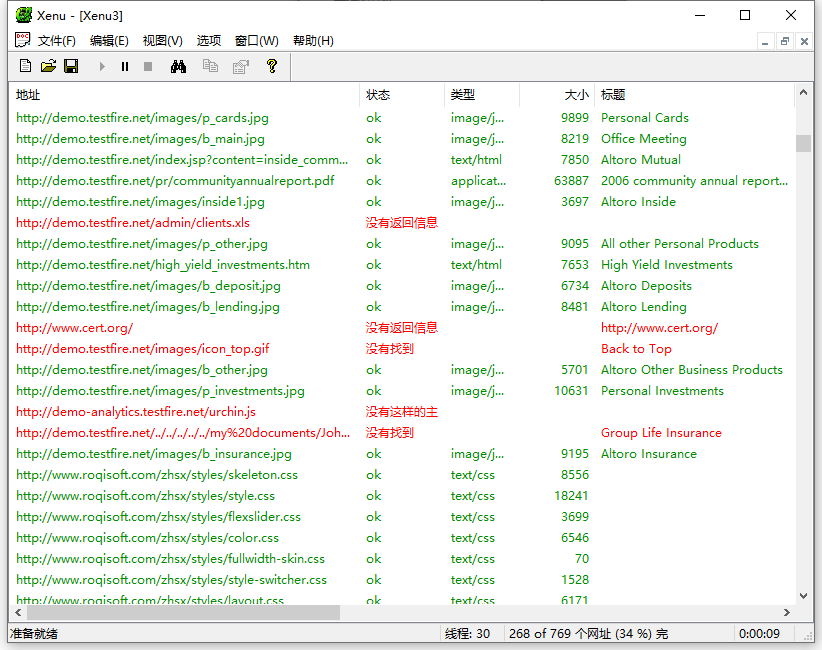 Xenu - [Xenu3]
文件(F) 编辑(E) 视图(V) 选项 窗口(W) 帮助(H)
地址 状态 类型 大小 标题
http://demo.testfire.net/images/p_cards.jpg ok image/j... 9899 Personal Cards
http://demo.testfire.net/images/b_main.jpg ok image/j... 8219 Office Meeting
http://demo.testfire.net/index.jsp?content=inside_comm... ok text/html 7850 Altoro Mutual
http://demo.testfire.net/pr/communityannualreport.pdf ok applicat... 63887 2006 community annual report...
http://demo.testfire.net/images/inside1.jpg ok image/j... 3697 Altoro Inside
http://demo.testfire.net/admin/clients.xls 没有返回信息
http://demo.testfire.net/images/p_other.jpg ok image/j... 9095 All other Personal Products
http://demo.testfire.net/high_yield_investments.htm ok text/html 7653 High Yield Investments
http://demo.testfire.net/images/b_deposit.jpg ok image/j... 6734 Altoro Deposits
http://demo.testfire.net/images/b_lending.jpg ok image/j... 8481 Altoro Lending
http://www.cert.org/ 没有返回信息 http://www.cert.org/
http://demo.testfire.net/images/icon_top.gif 没有找到 Back to Top
http://demo.testfire.net/images/b_other.jpg ok image/j... 5701 Altoro Other Business Products
http://demo.testfire.net/images/p_investments.jpg ok image/j... 10631 Personal Investments
http://demo-analytics.testfire.net/urchin.js 没有这样的主
http://demo.testfire.net/../../../../../my%20documents/Joh... 没有找到 Group Life Insurance
http://demo.testfire.net/images/b_insurance.jpg ok image/j... 9195 Altoro Insurance
http://www.roqisoft.com/zhsx/styles/skeleton.css ok text/css 8556
http://www.roqisoft.com/zhsx/styles/style.css ok text/css 18241
http://www.roqisoft.com/zhsx/styles/flexslider.css ok text/css 3699
http://www.roqisoft.com/zhsx/styles/color.css ok text/css 6546
http://www.roqisoft.com/zhsx/styles/fullwidth-skin.css ok text/css 70
http://www.roqisoft.com/zhsx/styles/style-switcher.css ok text/css 1528
http://www.roqisoft.com/zhsx/styles/layout.css ok text/css 6171
准备就绪 线程: 30 268 of 769 个网址 (34 %) 完 0:00:09